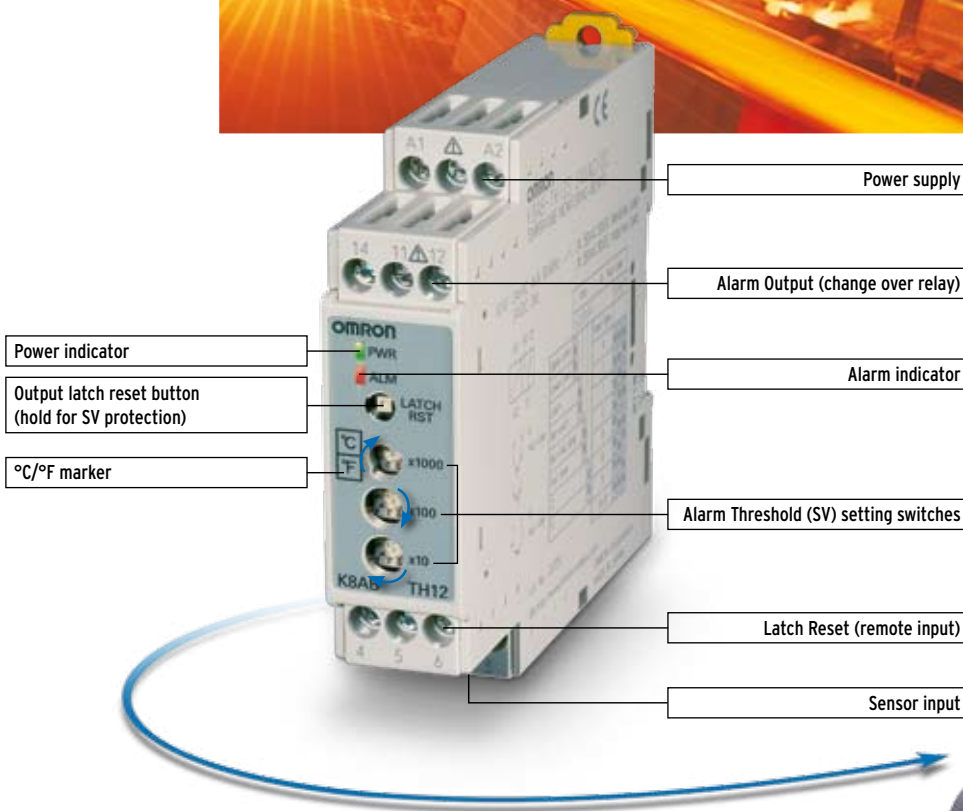 A1 A2
14 11 12
OMRON
PWR
ALM
LATCH
RST
°C
°F
x1000
x100
x10
K8AB TH12
4 5 6
CE
Power supply
Alarm Output (change over relay)
Power indicator
Alarm indicator
Output latch reset button
(hold for SV protection)
°C/°F marker
Alarm Threshold (SV) setting switches
Latch Reset (remote input)
Sensor input